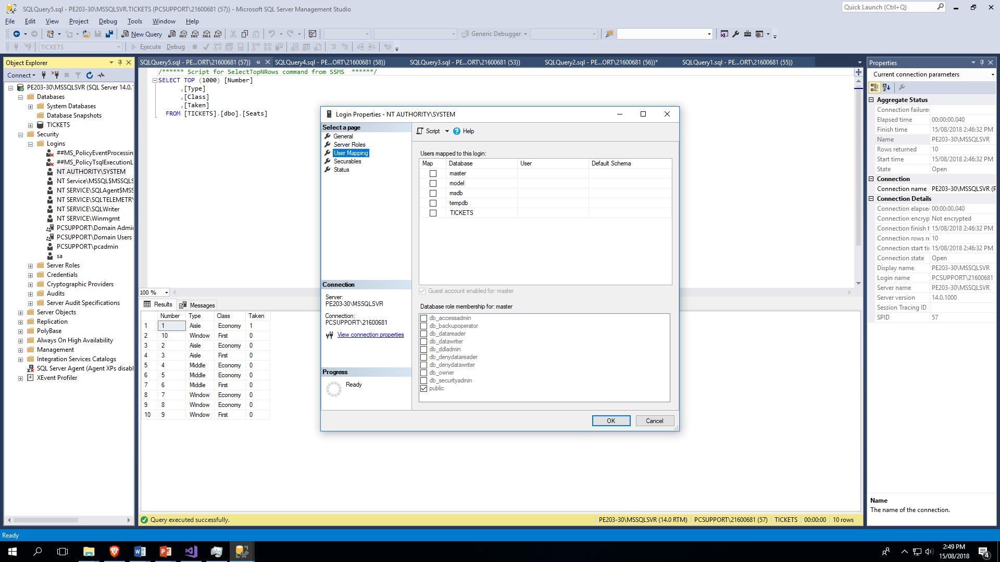 SQLQuery5.sql - PE203-30\MSSQLSVR.TICKETS (PCSUPPORT\21600681 (57)) - Microsoft SQL Server Management Studio
Quick Launch (Ctrl+Q)
File Edit View Project Debug Tools Window Help
New Query
MDX DMX XMLA DAX
Generic Debugger
TICKETS
Execute Debug
Object Explorer
Connect
PE203-30\MSSQLSVR (SQL Server 14.0.1
Databases
System Databases
Database Snapshots
TICKETS
Security
Logins
##MS_PolicyEventProcessin
##MS_PolicyTsqlExecutionL
NT AUTHORITY\SYSTEM
NT Service\MSSQL$MSSQLS
NT SERVICE\SQLAgent$MSS
NT SERVICE\SQLTELEMETRY
NT SERVICE\SQLWriter
NT SERVICE\Winmgmt
PCSUPPORT\Domain Admi
PCSUPPORT\Domain Users
PCSUPPORT\pcadmin
sa
Server Roles
Credentials
Cryptographic Providers
Audits
Server Audit Specifications
Server Objects
Replication
PolyBase
Always On High Availability
Management
Integration Services Catalogs
SQL Server Agent (Agent XPs disabl
XEvent Profiler
SQLQuery5.sql - PE...ORT\21600681 (57))
SQLQuery4.sql - PE...ORT\21600681 (58))
SQLQuery3.sql - PE...ORT\21600681 (53))
SQLQuery2.sql - PE...ORT\21600681 (56))*
SQLQuery1.sql - PE...ORT\21600681 (55))
/****** Script for SelectTopNRows command from SSMS  ******/
SELECT TOP (1000) [Number]
,[Type]
,[Class]
,[Taken]
FROM [TICKETS].[dbo].[Seats]
100 %
Results Messages
Number Type Class Taken
1 1 Aisle Economy 1
2 10 Window First 0
3 2 Aisle Economy 0
4 3 Aisle First 0
5 4 Middle Economy 0
6 5 Middle Economy 0
7 6 Middle First 0
8 7 Window Economy 0
9 8 Window Economy 0
10 9 Window First 0
Query executed successfully.
PE203-30\MSSQLSVR (14.0 RTM) PCSUPPORT\21600681 (57) TICKETS 00:00:00 10 rows
Login Properties - NT AUTHORITY\SYSTEM
Select a page
General
Server Roles
User Mapping
Securables
Status
Connection
Server:
PE203-30\MSSQLSVR
Connection:
PCSUPPORT\21600681
View connection properties
Progress
Ready
Script Help
Users mapped to this login:
Map Database User Default Schema
master
model
msdb
tempdb
TICKETS
Guest account enabled for: master
Database role membership for: master
db_accessadmin
db_backupoperator
db_datareader
db_datawriter
db_ddladmin
db_denydatareader
db_denydatawriter
db_owner
db_securityadmin
public
OK Cancel
Properties
Current connection parameters
Aggregate Status
Connection failures
Elapsed time 00:00:00.040
Finish time 15/08/2018 2:46:32 PM
Name PE203-30\MSSQLSVR
Rows returned 10
Start time 15/08/2018 2:46:32 PM
State Open
Connection
Connection name PE203-30\MSSQLSVR (P
Connection Details
Connection elapse 00:00:00.040
Connection encryp Not encrypted
Connection finish t 15/08/2018 2:46:32 PM
Connection rows re 10
Connection start ti 15/08/2018 2:46:32 PM
Connection state Open
Display name PE203-30\MSSQLSVR
Login name PCSUPPORT\21600681
Server name PE203-30\MSSQLSVR
Server version 14.0.1000
Session Tracing ID
SPID 57
Name
The name of the connection.
Ready
2:49 PM
15/08/2018
4